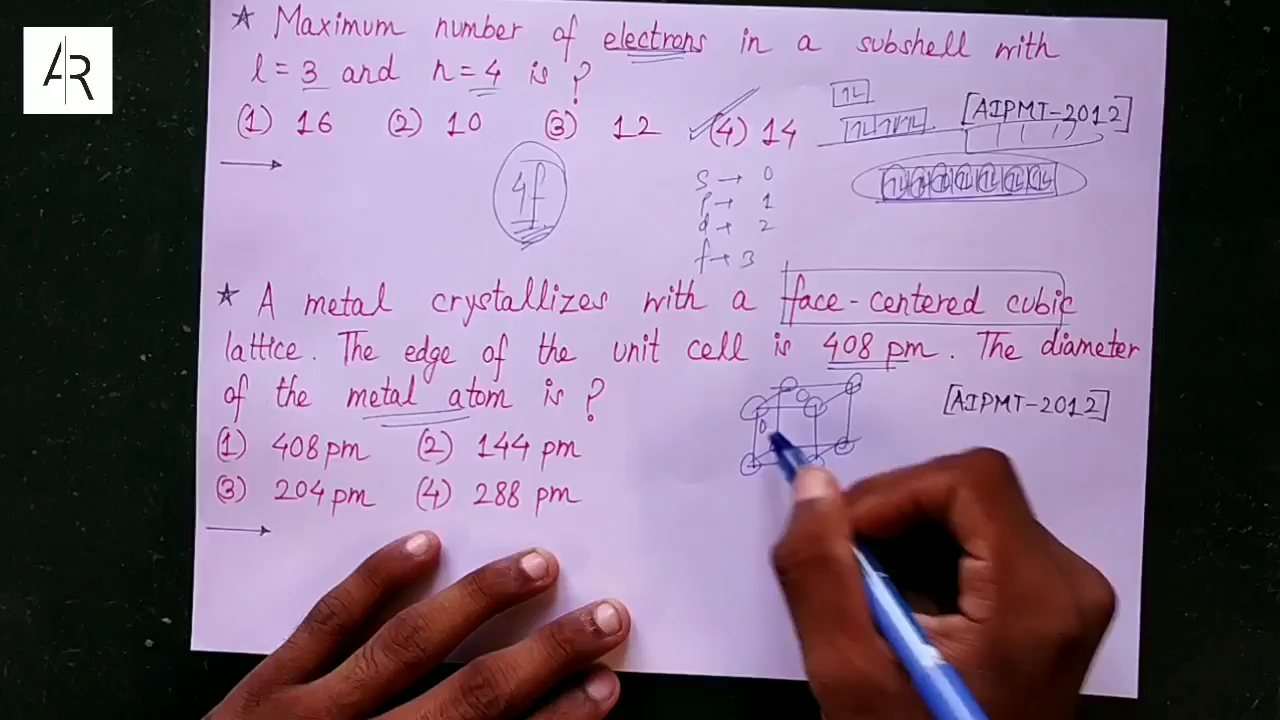 AR
★ Maximum number of electrons in a subshell with
l = 3 and n = 4 is ?
[AIPMT-2012]
(1) 16 (2) 10 (3) 12 (4) 14
4f
s → 0
p → 1
d → 2
f → 3
★ A metal crystallizes with a face-centered cubic
lattice. The edge of the unit cell is 408 pm. The diameter
of the metal atom is ?
[AIPMT-2012]
(1) 408 pm (2) 144 pm
(3) 204 pm (4) 288 pm